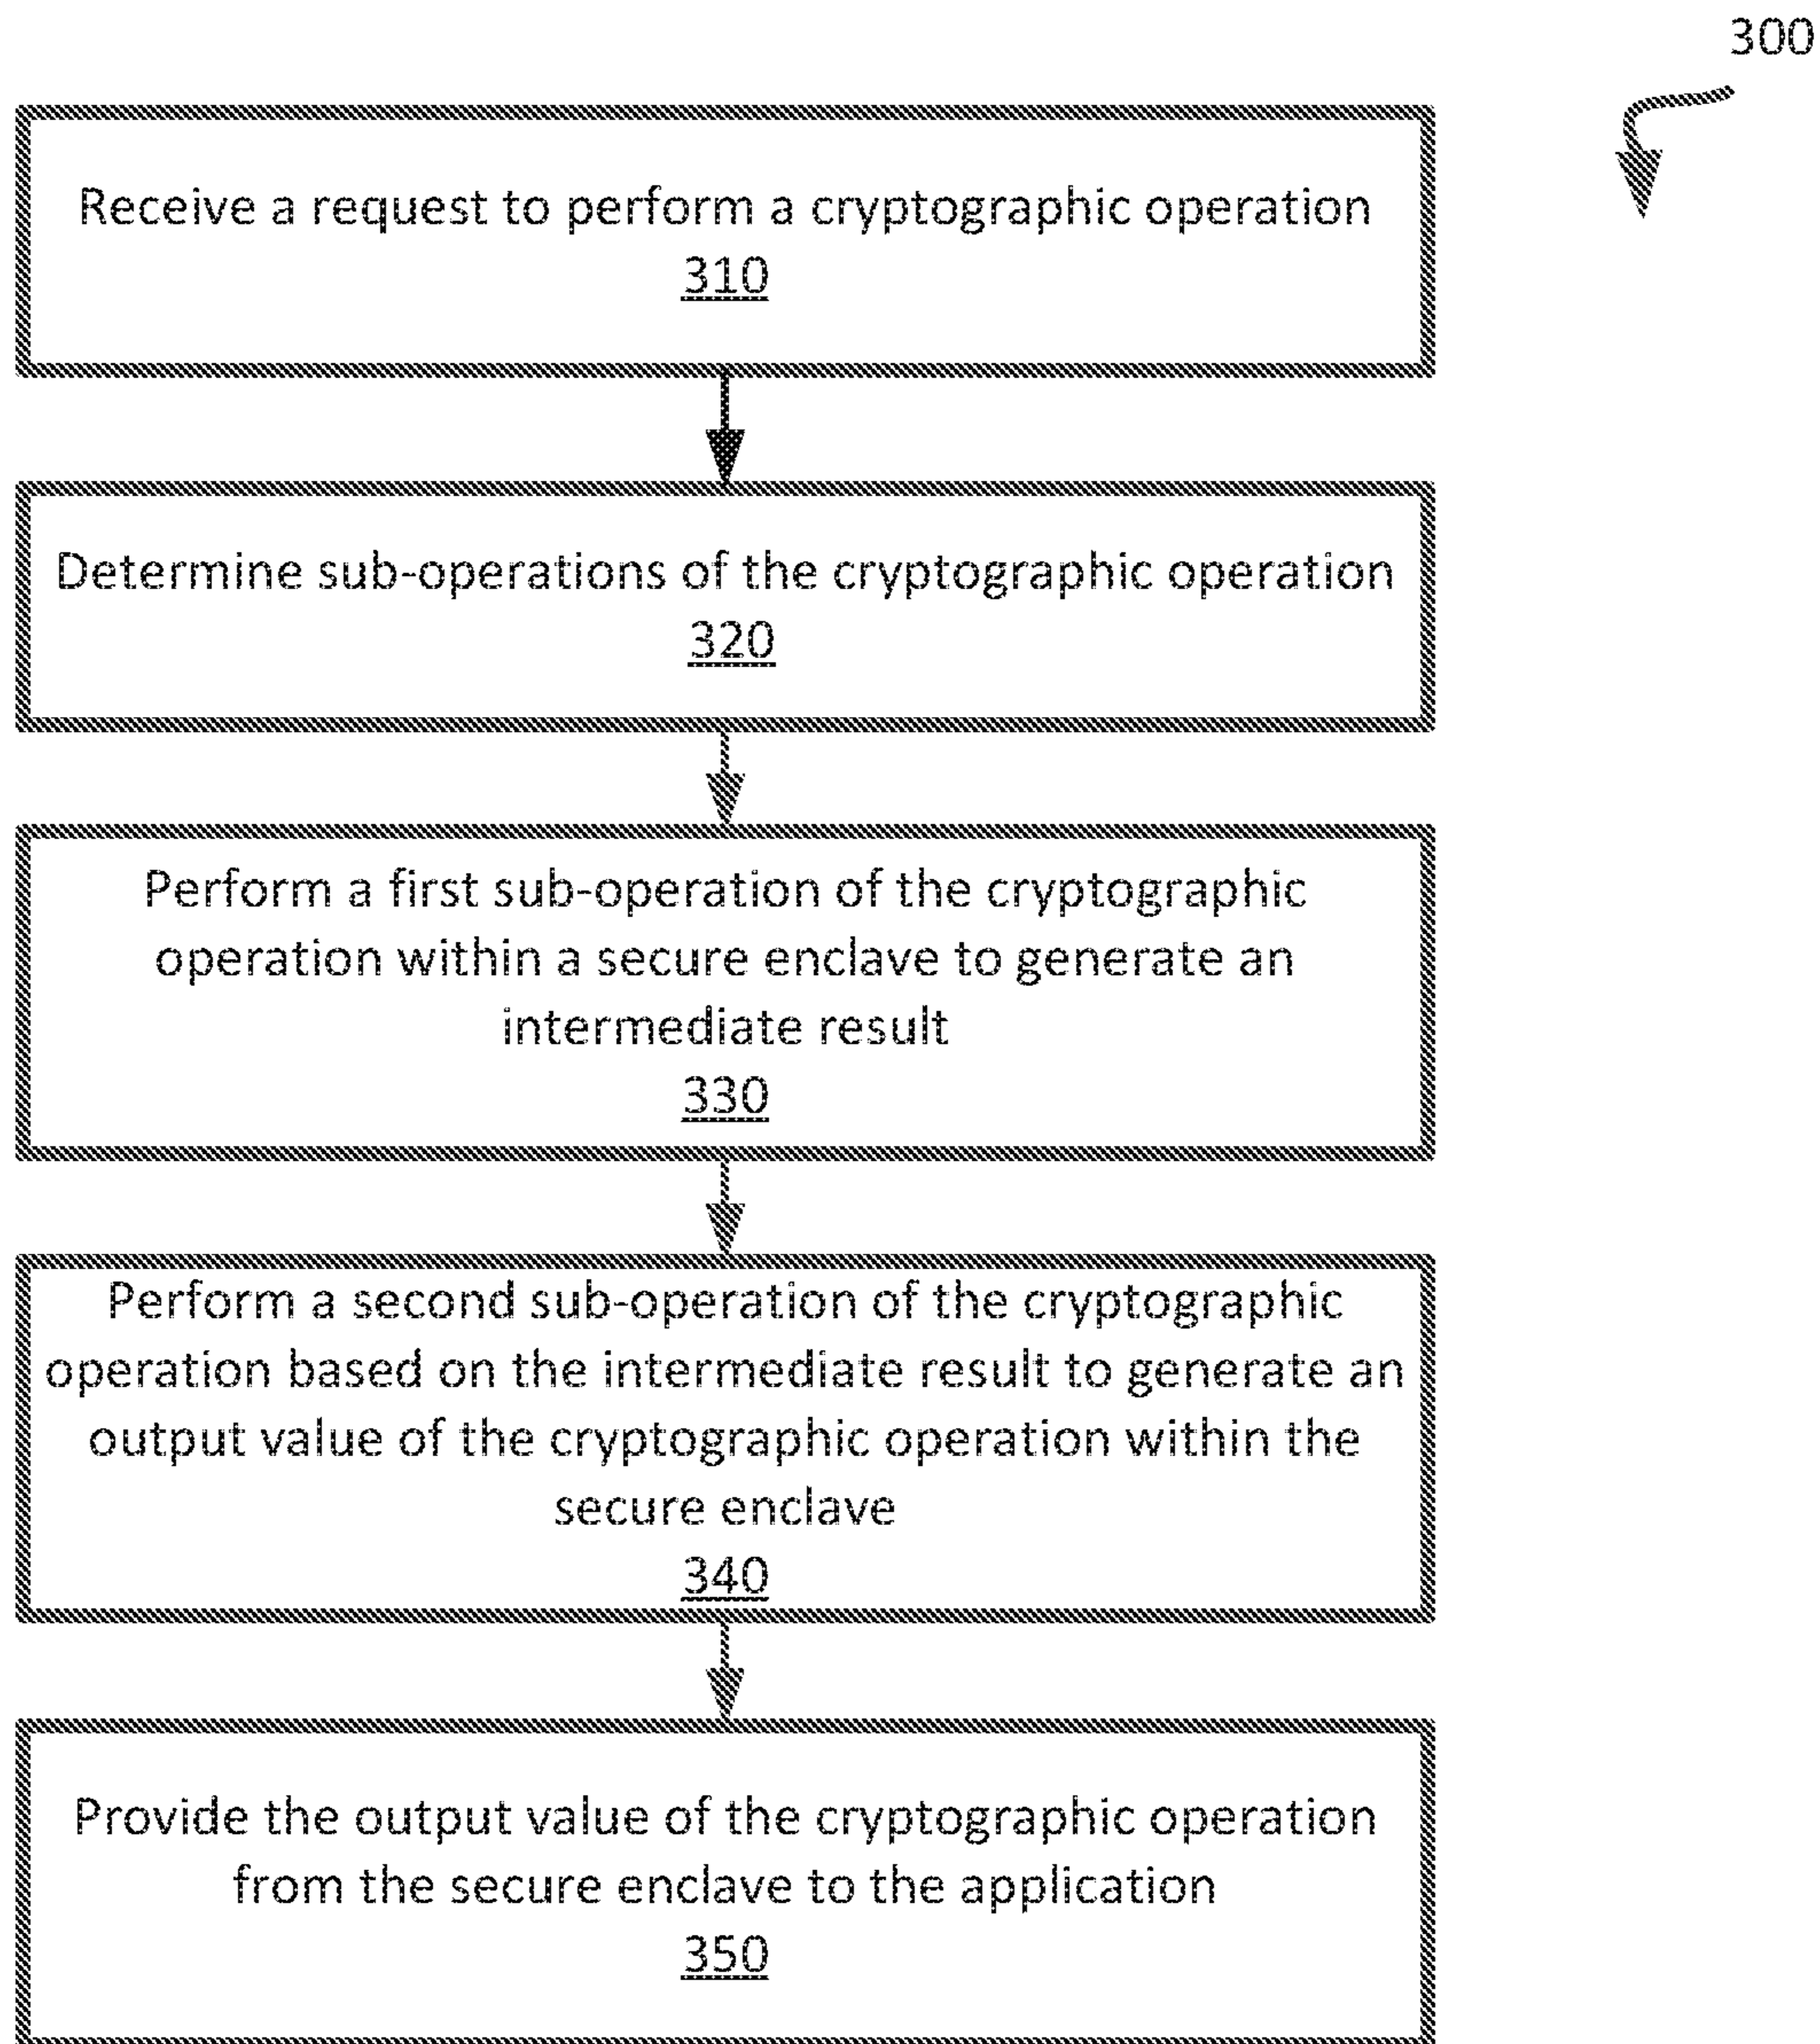 300
Receive a request to perform a cryptographic operation
310
Determine sub-operations of the cryptographic operation
320
Perform a first sub-operation of the cryptographic
operation within a secure enclave to generate an
intermediate result
330
Perform a second sub-operation of the cryptographic
operation based on the intermediate result to generate an
output value of the cryptographic operation within the
secure enclave
340
Provide the output value of the cryptographic operation
from the secure enclave to the application
350